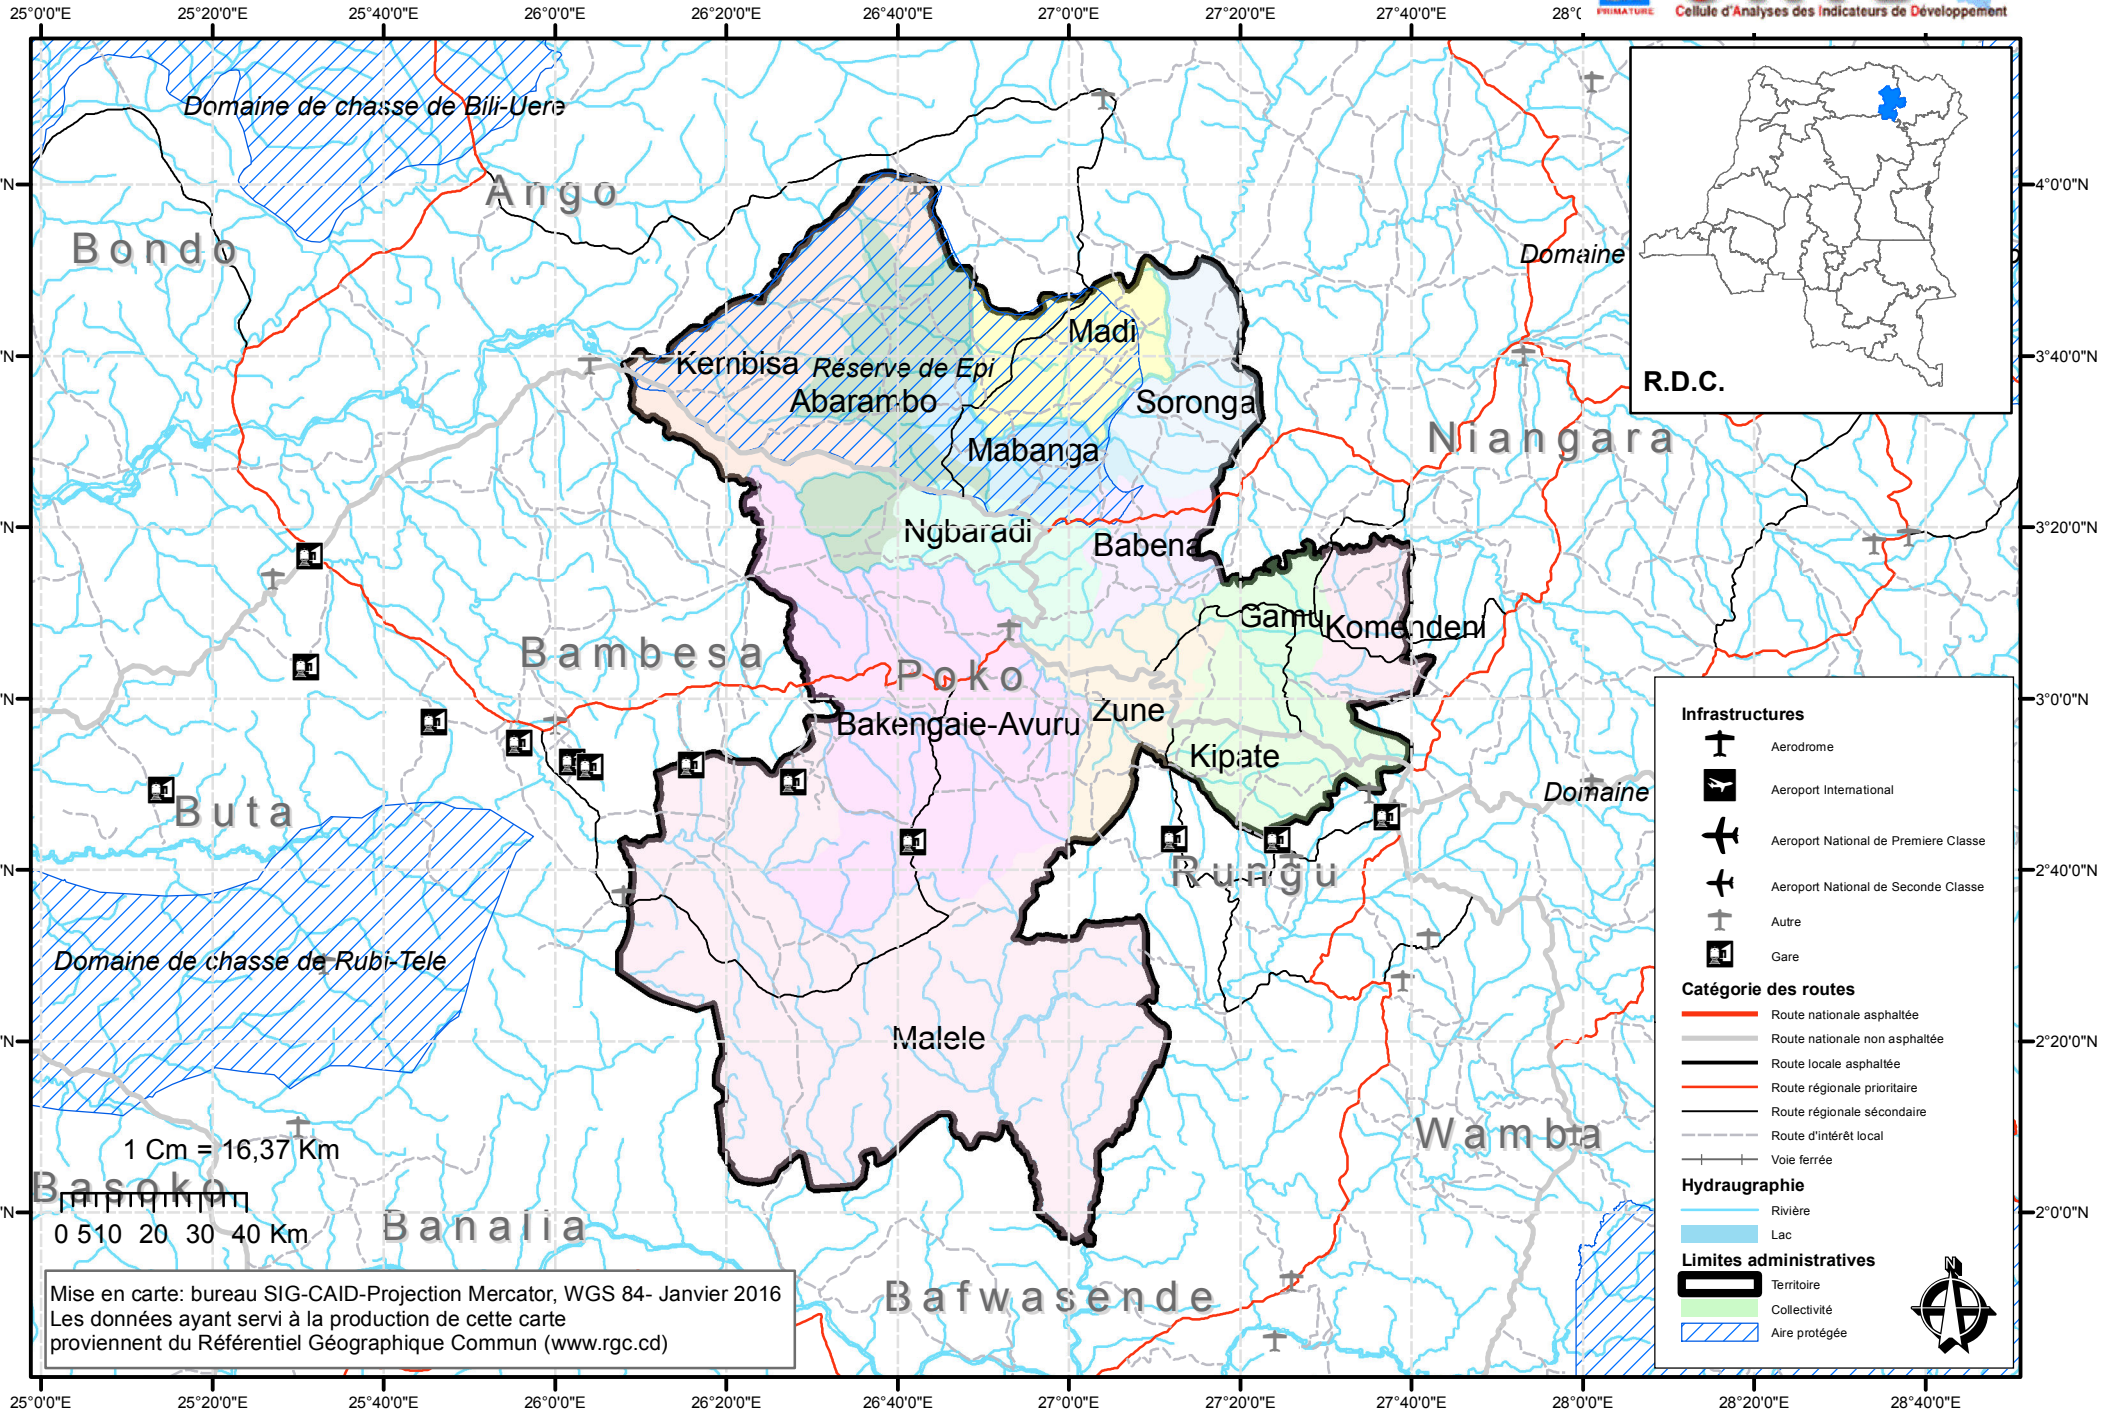 25°0'0"E
25°20'0"E
25°40'0"E
26°0'0"E
26°20'0"E
26°40'0"E
27°0'0"E
27°20'0"E
27°40'0"E
28°0
PRIMATURE
Cellule d'Analyses des Indicateurs de Développement
Domaine de chasse de Bili-Uere
Ango
Bondo
4°0'0"N
Domaine
R.D.C.
Madi
Kembisa
Réserve de Epi
Abarambo
Soronga
3°40'0"N
Mabanga
Niangara
Ngbaradi
Babena
3°20'0"N
Gamu
Komendeni
Bambesa
Poko
Zune
Bakengaie-Avuru
Kipate
3°0'0"N
Buta
Domaine
Rungu
2°40'0"N
Domaine de chasse de Rubi-Tele
Malele
2°20'0"N
Wamba
1 Cm = 16,37 Km
Basoko
0 5 10 20 30 40 Km
Banalia
2°0'0"N
Bafwasende
Mise en carte: bureau SIG-CAID-Projection Mercator, WGS 84- Janvier 2016
Les données ayant servi à la production de cette carte
proviennent du Référentiel Géographique Commun (www.rgc.cd)
Infrastructures
Aerodrome
Aeroport International
Aeroport National de Premiere Classe
Aeroport National de Seconde Classe
Autre
Gare
Catégorie des routes
Route nationale asphaltée
Route nationale non asphaltée
Route locale asphaltée
Route régionale prioritaire
Route régionale sécondaire
Route d'intérêt local
Voie ferrée
Hydraugraphie
Rivière
Lac
Limites administratives
Territoire
Collectivité
Aire protégée
N
25°0'0"E
25°20'0"E
25°40'0"E
26°0'0"E
26°20'0"E
26°40'0"E
27°0'0"E
27°20'0"E
27°40'0"E
28°0'0"E
28°20'0"E
28°40'0"E